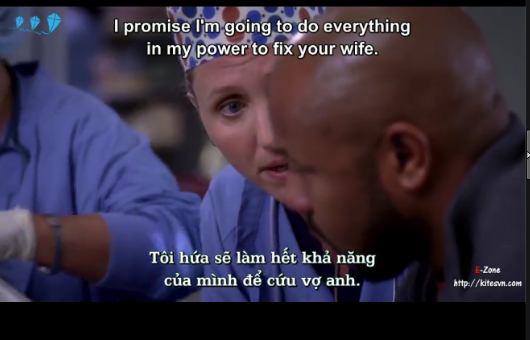 I promise I'm going to do everything
in my power to fix your wife.
Tôi hứa sẽ làm hết khả năng
của mình để cứu vợ anh.
E-Zone
http://kitesvn.com